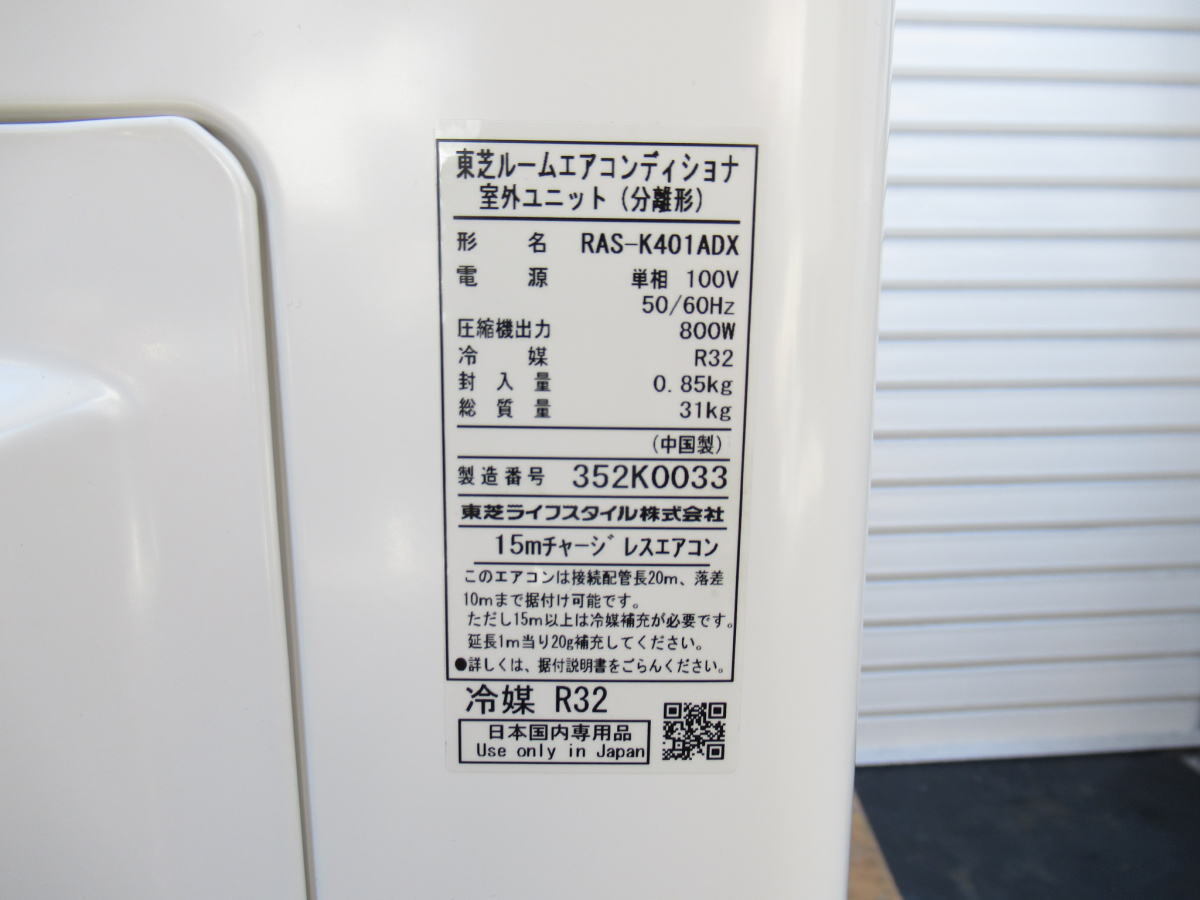 東芝ルームエアコンディショナ
室外ユニット(分離形)
形名 RAS-K401ADX
電源 単相 100V
50/60Hz
圧縮機出力 800W
冷媒 R32
封入量 0.85kg
総質量 31kg
(中国製)
製造番号 352K0033
東芝ライフスタイル株式会社
15mチャージレスエアコン
このエアコンは接続配管長20m、落差
10mまで据付け可能です。
ただし15m以上は冷媒補充が必要です。
延長1m当り20g補充してください。
●詳しくは、据付説明書をごらんください。
冷媒 R32
日本国内専用品
Use only in Japan